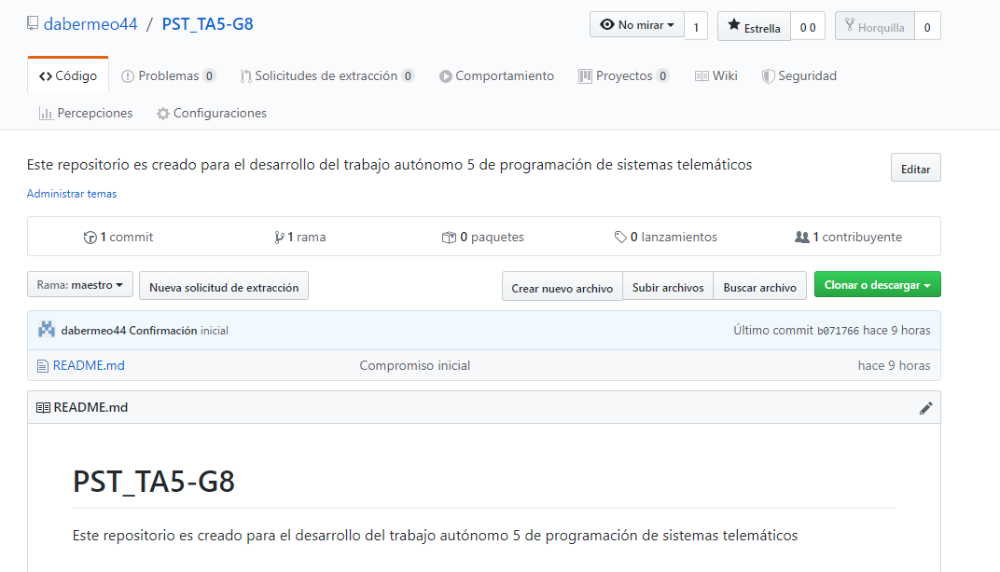 dabermeo44 / PST_TA5-G8
No mirar 1 Estrella 0 0 Horquilla 0
Código Problemas 0 Solicitudes de extracción 0 Comportamiento Proyectos 0 Wiki Seguridad
Percepciones Configuraciones
Este repositorio es creado para el desarrollo del trabajo autónomo 5 de programación de sistemas telemáticos
Editar
Administrar temas
1 commit 1 rama 0 paquetes 0 lanzamientos 1 contribuyente
Rama: maestro Nueva solicitud de extracción Crear nuevo archivo Subir archivos Buscar archivo Clonar o descargar
dabermeo44 Confirmación inicial Último commit b071766 hace 9 horas
README.md Compromiso inicial hace 9 horas
README.md
PST_TA5-G8
Este repositorio es creado para el desarrollo del trabajo autónomo 5 de programación de sistemas telemáticos